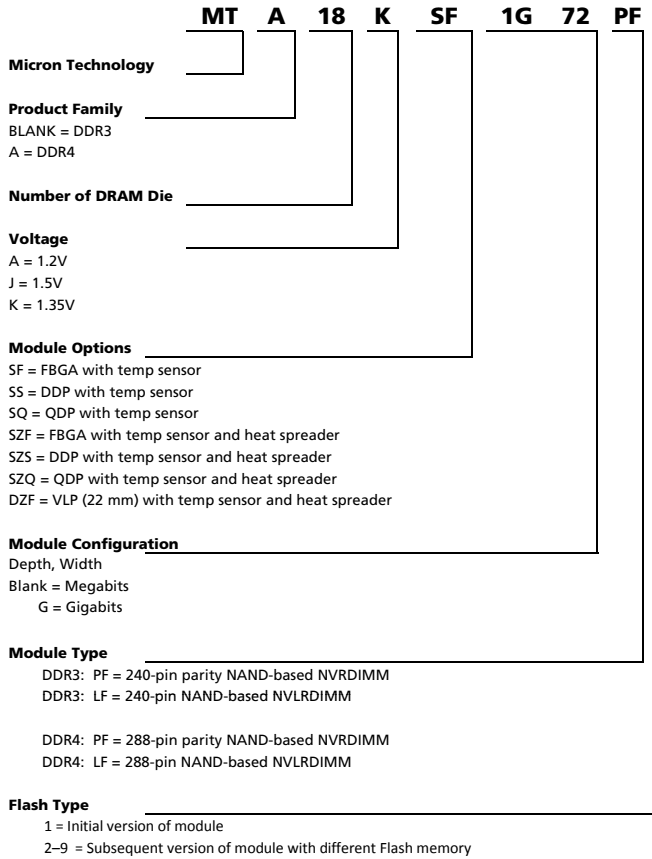 MT A 18 K SF 1G 72 PF
Micron Technology
Product Family
BLANK = DDR3
A = DDR4
Number of DRAM Die
Voltage
A = 1.2V
J = 1.5V
K = 1.35V
Module Options
SF = FBGA with temp sensor
SS = DDP with temp sensor
SQ = QDP with temp sensor
SZF = FBGA with temp sensor and heat spreader
SZS = DDP with temp sensor and heat spreader
SZQ = QDP with temp sensor and heat spreader
DZF = VLP (22 mm) with temp sensor and heat spreader
Module Configuration
Depth, Width
Blank = Megabits
G = Gigabits
Module Type
DDR3: PF = 240-pin parity NAND-based NVRDIMM
DDR3: LF = 240-pin NAND-based NVLRDIMM
DDR4: PF = 288-pin parity NAND-based NVRDIMM
DDR4: LF = 288-pin NAND-based NVLRDIMM
Flash Type
1 = Initial version of module
2–9 = Subsequent version of module with different Flash memory